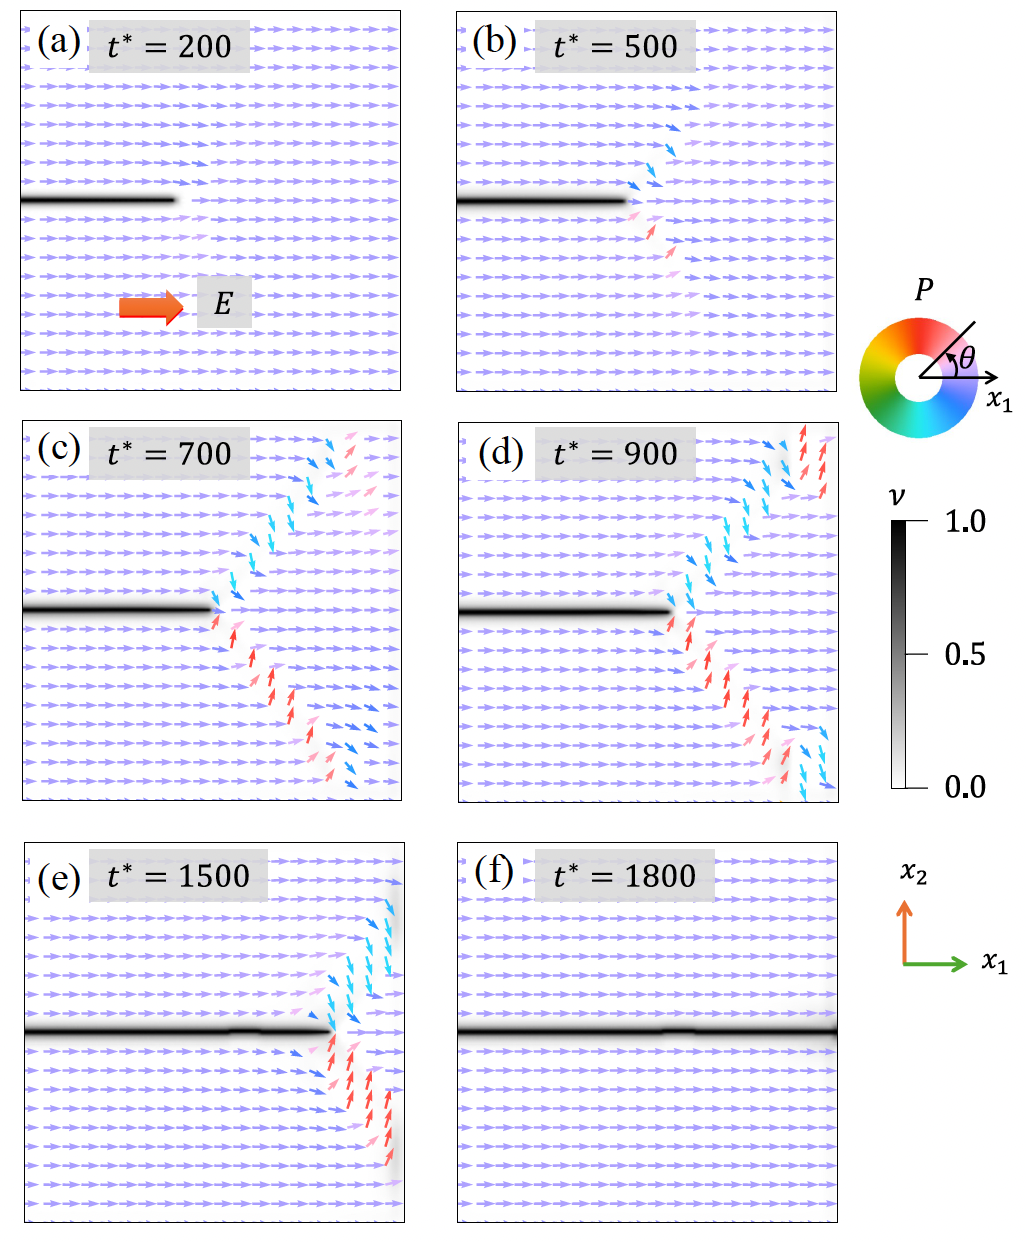 (a) t* = 200
(b) t* = 500
E
P
θ
x₁
(c) t* = 700
(d) t* = 900
ν
1.0
0.5
0.0
(e) t* = 1500
(f) t* = 1800
x₂
x₁